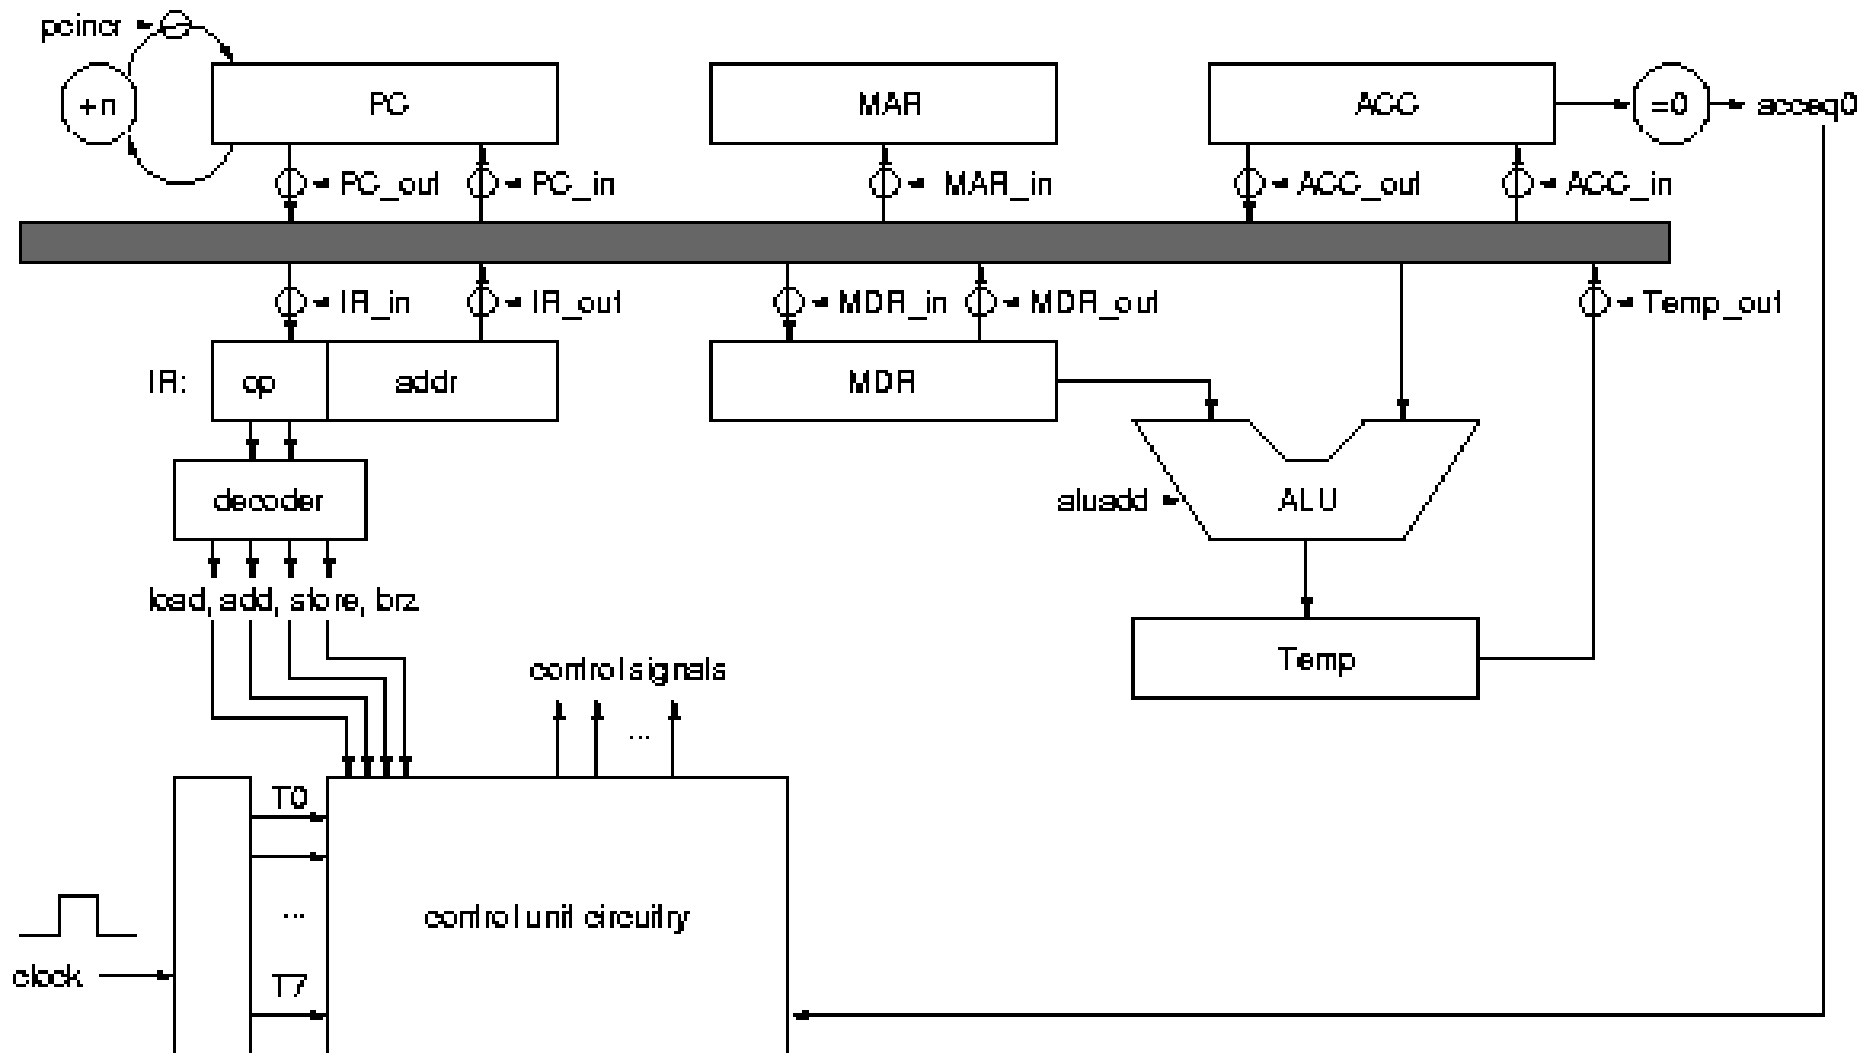 pcincr
+n
PC
MAR
ACC
=0
acceq0
PC_out
PC_in
MAR_in
ACC_out
ACC_in
IR_in
IR_out
MDR_in
MDR_out
Temp_out
IR:
op
addr
MDR
decoder
aluadd
ALU
load, add, store, brz
control signals
...
Temp
T0
...
control unit circuitry
clock
T7